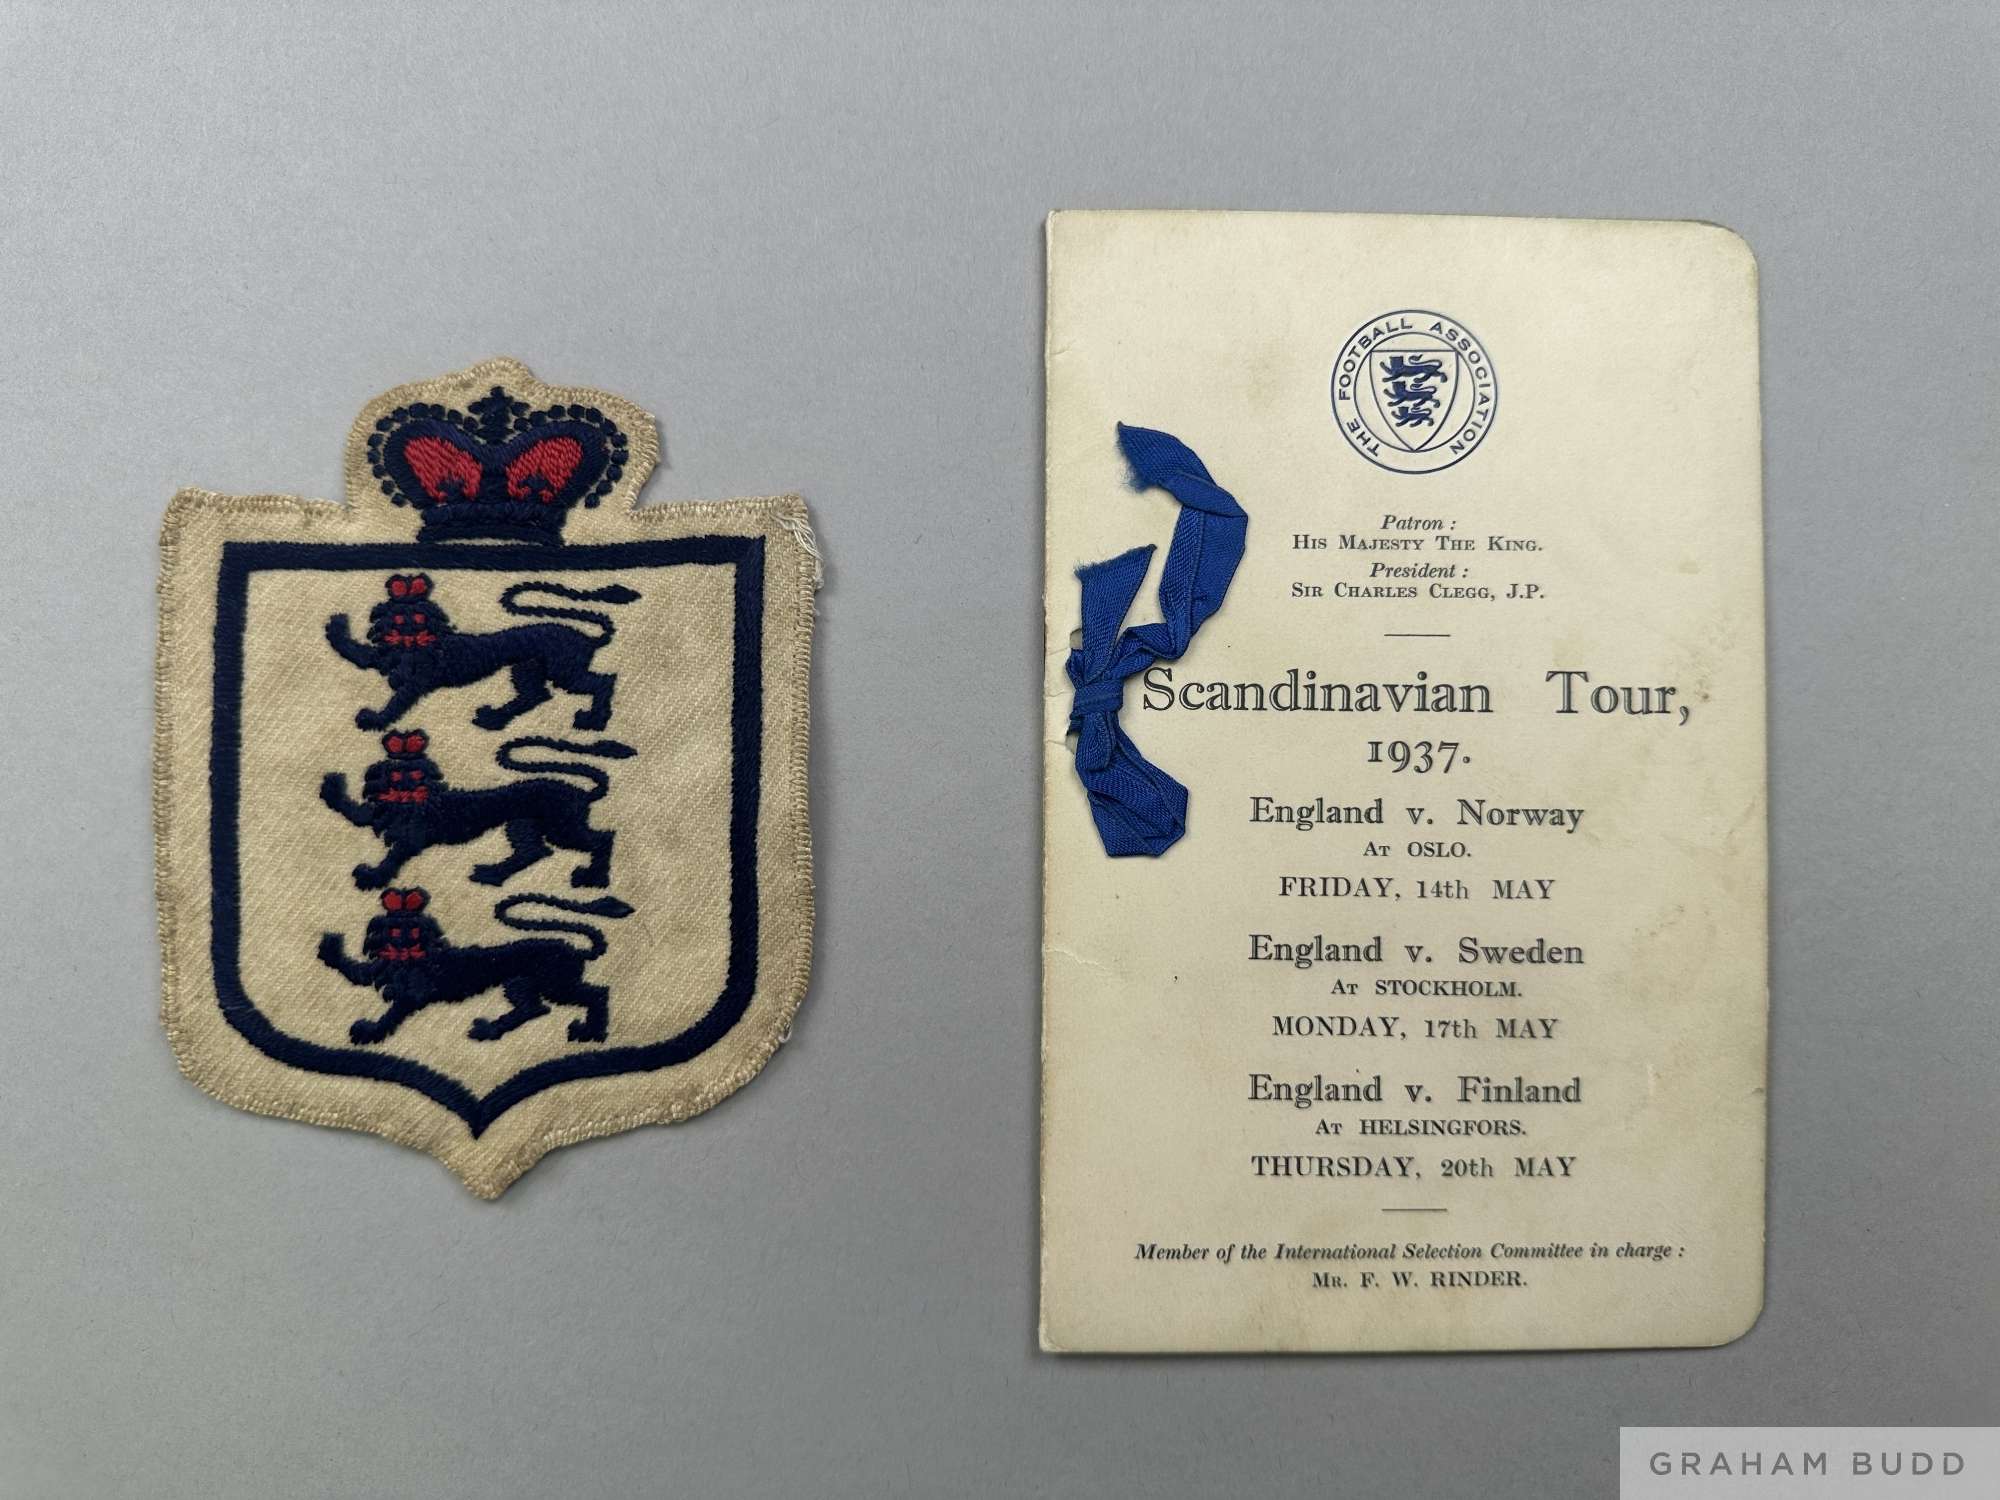 THE FOOTBALL ASSOCIATION
Patron :
HIS MAJESTY THE KING.
President :
SIR CHARLES CLEGG, J.P.
Scandinavian Tour,
1937.
England v. Norway
AT OSLO.
FRIDAY, 14th MAY
England v. Sweden
AT STOCKHOLM.
MONDAY, 17th MAY
England v. Finland
AT HELSINGFORS.
THURSDAY, 20th MAY
Member of the International Selection Committee in charge :
MR. F. W. RINDER.
GRAHAM BUDD